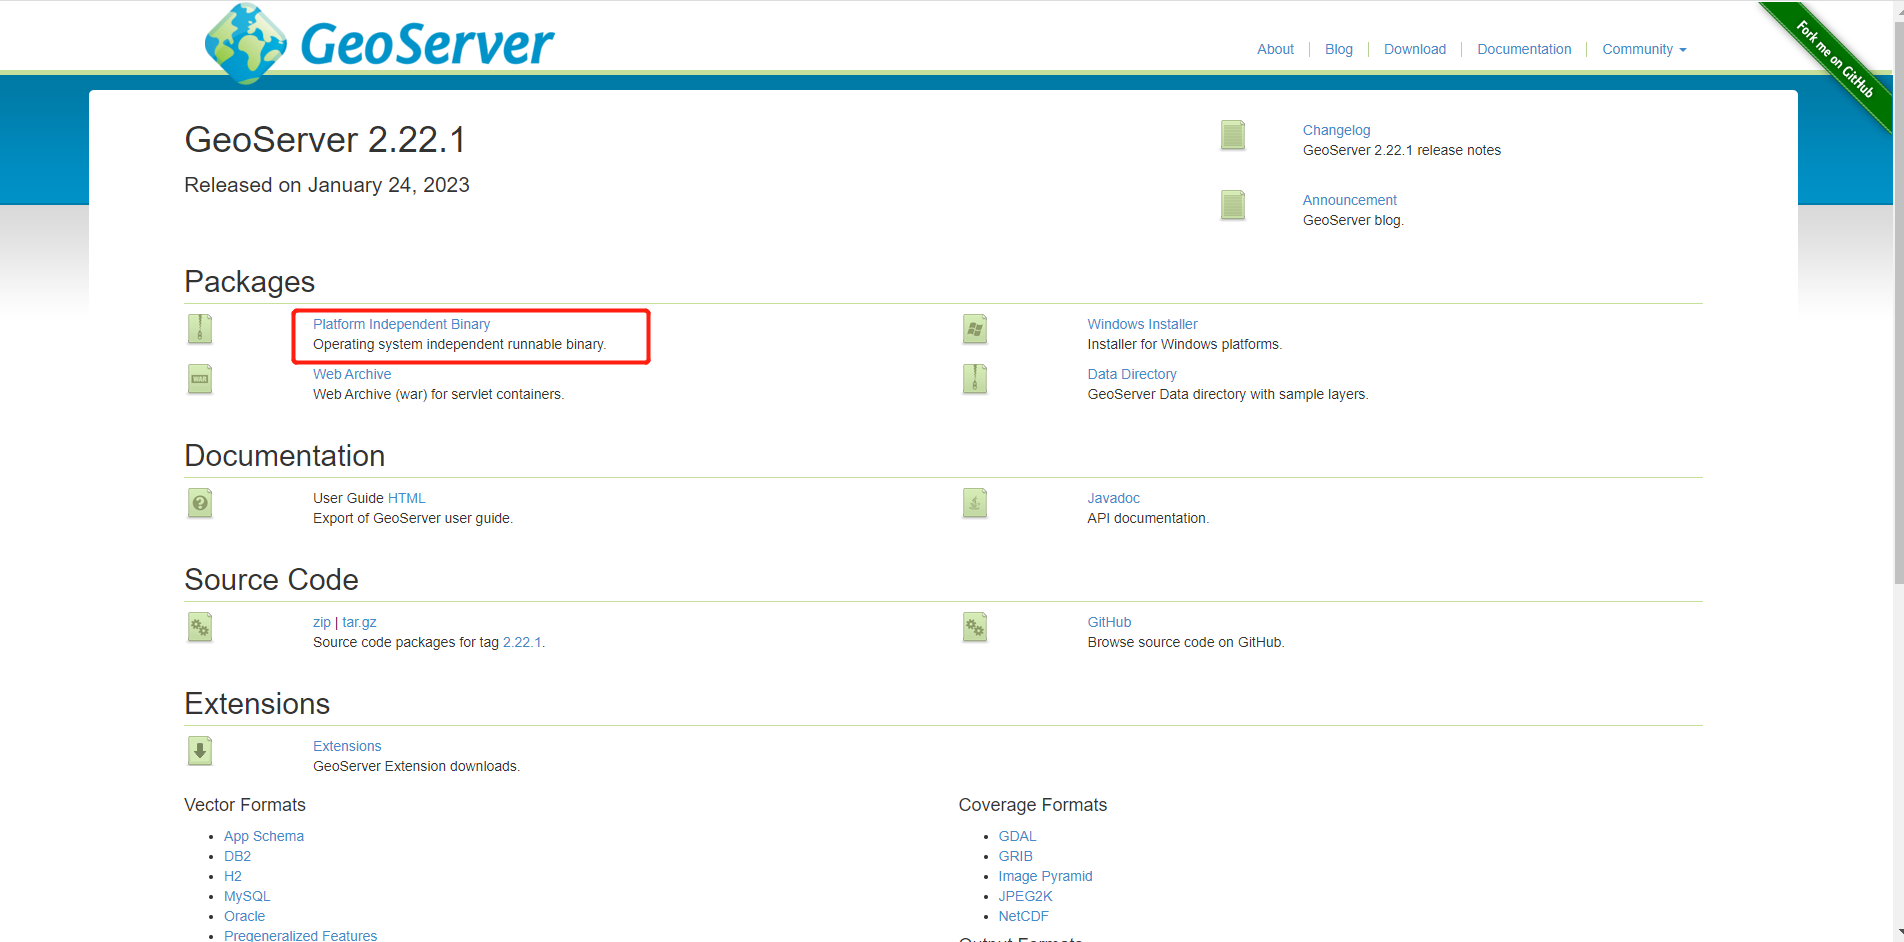 GeoServer
About
Blog
Download
Documentation
Community
Fork me on GitHub
GeoServer 2.22.1
Released on January 24, 2023
Changelog
GeoServer 2.22.1 release notes
Announcement
GeoServer blog.
Packages
Platform Independent Binary
Operating system independent runnable binary.
Windows Installer
Installer for Windows platforms.
WAR
Web Archive
Web Archive (war) for servlet containers.
Data Directory
GeoServer Data directory with sample layers.
Documentation
User Guide HTML
Export of GeoServer user guide.
Javadoc
API documentation.
Source Code
zip | tar.gz
Source code packages for tag 2.22.1.
GitHub
Browse source code on GitHub.
Extensions
Extensions
GeoServer Extension downloads.
Vector Formats
App Schema
DB2
H2
MySQL
Oracle
Pregeneralized Features
Coverage Formats
GDAL
GRIB
Image Pyramid
JPEG2K
NetCDF
Output Formats